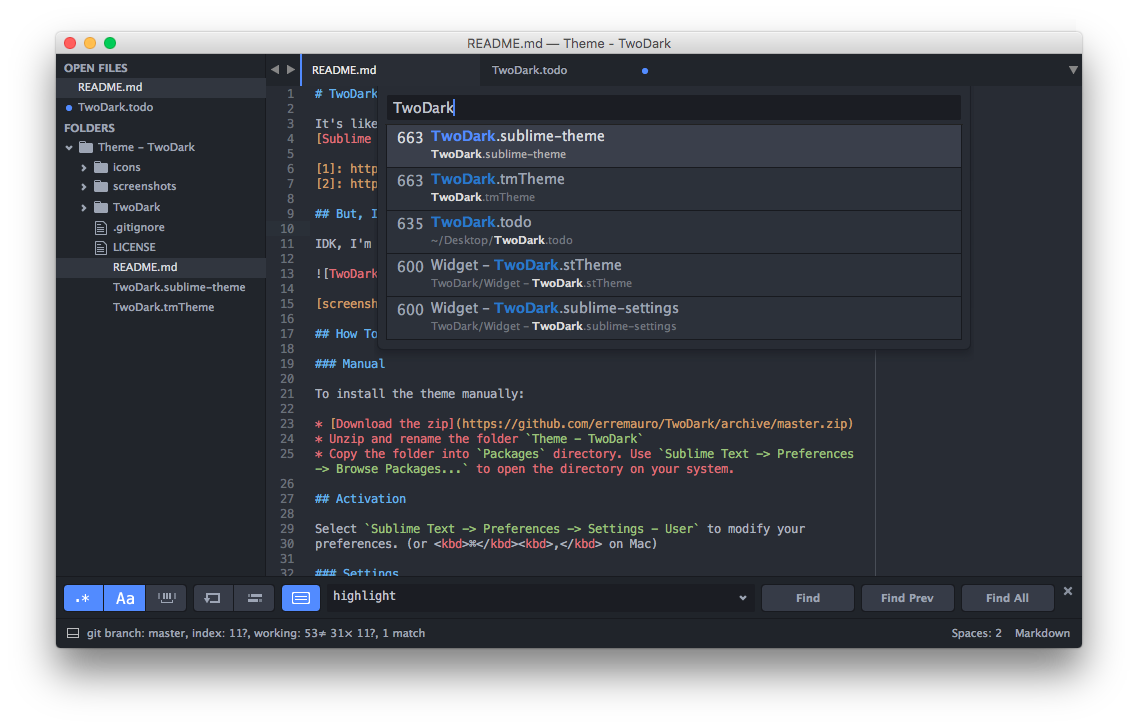 README.md — Theme - TwoDark
OPEN FILES
README.md
TwoDark.todo
FOLDERS
Theme - TwoDark
icons
screenshots
TwoDark
.gitignore
LICENSE
README.md
TwoDark.sublime-theme
TwoDark.tmTheme
README.md
TwoDark.todo
TwoDark
663 TwoDark.sublime-theme
TwoDark.sublime-theme
663 TwoDark.tmTheme
TwoDark.tmTheme
635 TwoDark.todo
~/Desktop/TwoDark.todo
600 Widget - TwoDark.stTheme
TwoDark/Widget - TwoDark.stTheme
600 Widget - TwoDark.sublime-settings
TwoDark/Widget - TwoDark.sublime-settings
1 # TwoDark
2
3 It's like
4 [Sublime
5
6 [1]: http
7 [2]: http
8
9 ## But, I
10
11 IDK, I'm
12
13 ![TwoDark
14
15 [screensh
16
17 ## How To
18
19 ### Manual
20
21 To install the theme manually:
22
23 * [Download the zip](https://github.com/erremauro/TwoDark/archive/master.zip)
24 * Unzip and rename the folder `Theme - TwoDark`
25 * Copy the folder into `Packages` directory. Use `Sublime Text -> Preferences
-> Browse Packages...` to open the directory on your system.
26
27 ## Activation
28
29 Select `Sublime Text -> Preferences -> Settings - User` to modify your
30 preferences. (or <kbd>⌘</kbd><kbd>,</kbd> on Mac)
31
32 ### Settings
.* Aa highlight Find Find Prev Find All
git branch: master, index: 11?, working: 53≠ 31× 11?, 1 match
Spaces: 2 Markdown